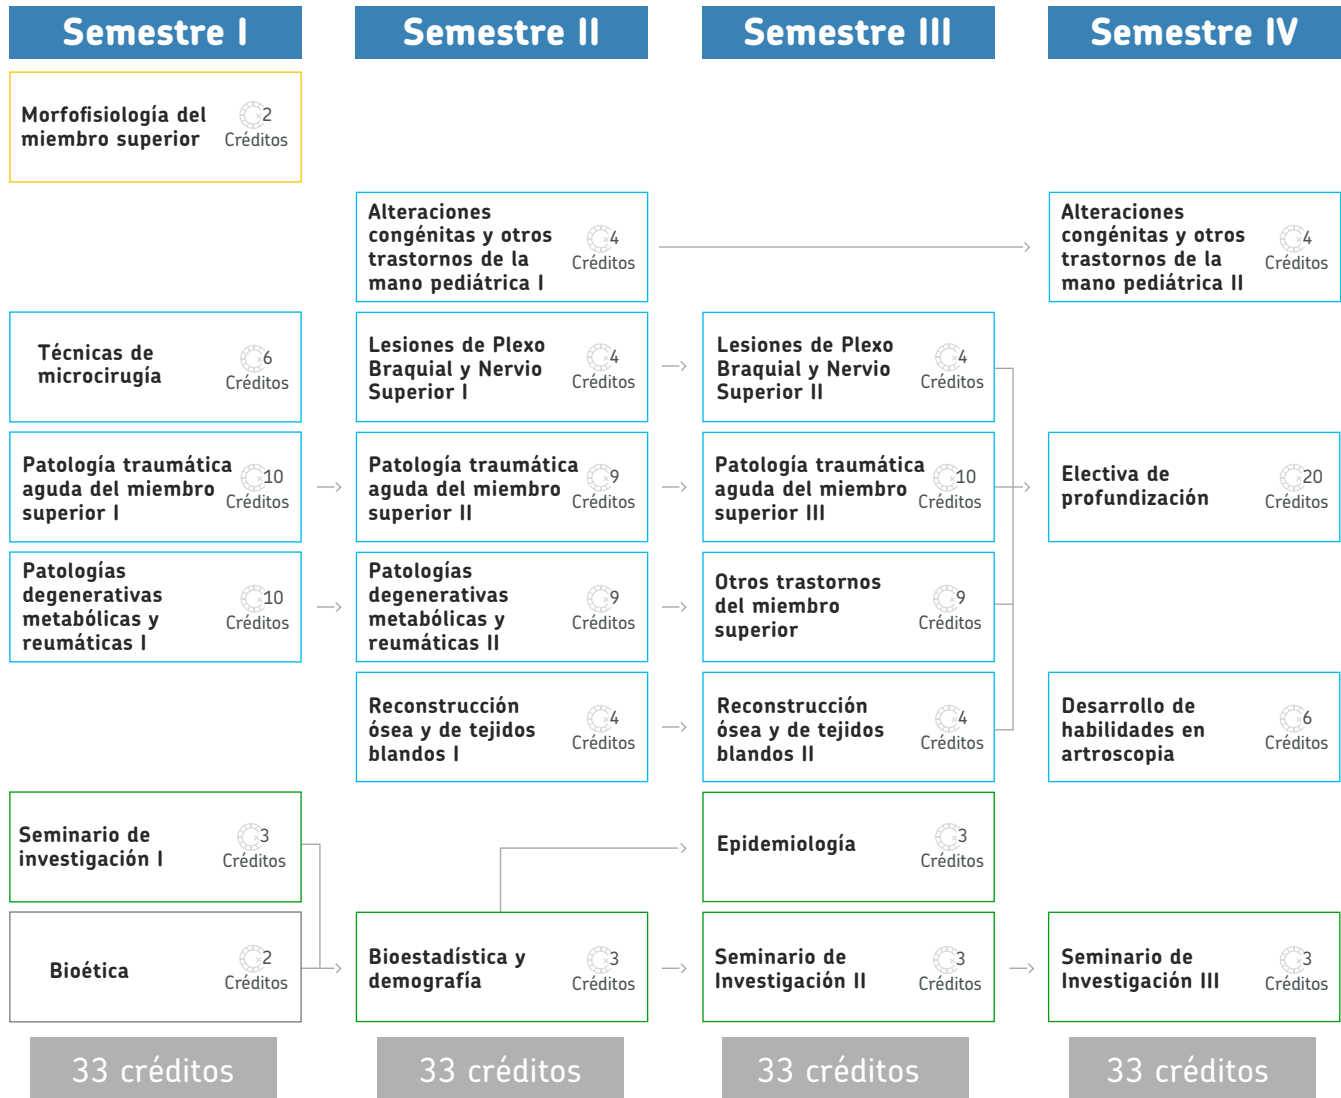 Semestre I
Semestre II
Semestre III
Semestre IV
Morfofisiología del
miembro superior
2
Créditos
Alteraciones
congénitas y otros
trastornos de la
mano pediátrica I
4
Créditos
Alteraciones
congénitas y otros
trastornos de la
mano pediátrica II
4
Créditos
Técnicas de
microcirugía
6
Créditos
Lesiones de Plexo
Braquial y Nervio
Superior I
4
Créditos
Lesiones de Plexo
Braquial y Nervio
Superior II
4
Créditos
Patología traumática
aguda del miembro
superior I
10
Créditos
Patología traumática
aguda del miembro
superior II
9
Créditos
Patología traumática
aguda del miembro
superior III
10
Créditos
Electiva de
profundización
20
Créditos
Patologías
degenerativas
metabólicas y
reumáticas I
10
Créditos
Patologías
degenerativas
metabólicas y
reumáticas II
9
Créditos
Otros trastornos
del miembro
superior
9
Créditos
Reconstrucción
ósea y de tejidos
blandos I
4
Créditos
Reconstrucción
ósea y de tejidos
blandos II
4
Créditos
Desarrollo de
habilidades en
artroscopia
6
Créditos
Seminario de
investigación I
3
Créditos
Epidemiología
3
Créditos
Bioética
2
Créditos
Bioestadística y
demografía
3
Créditos
Seminario de
Investigación II
3
Créditos
Seminario de
Investigación III
3
Créditos
33 créditos
33 créditos
33 créditos
33 créditos